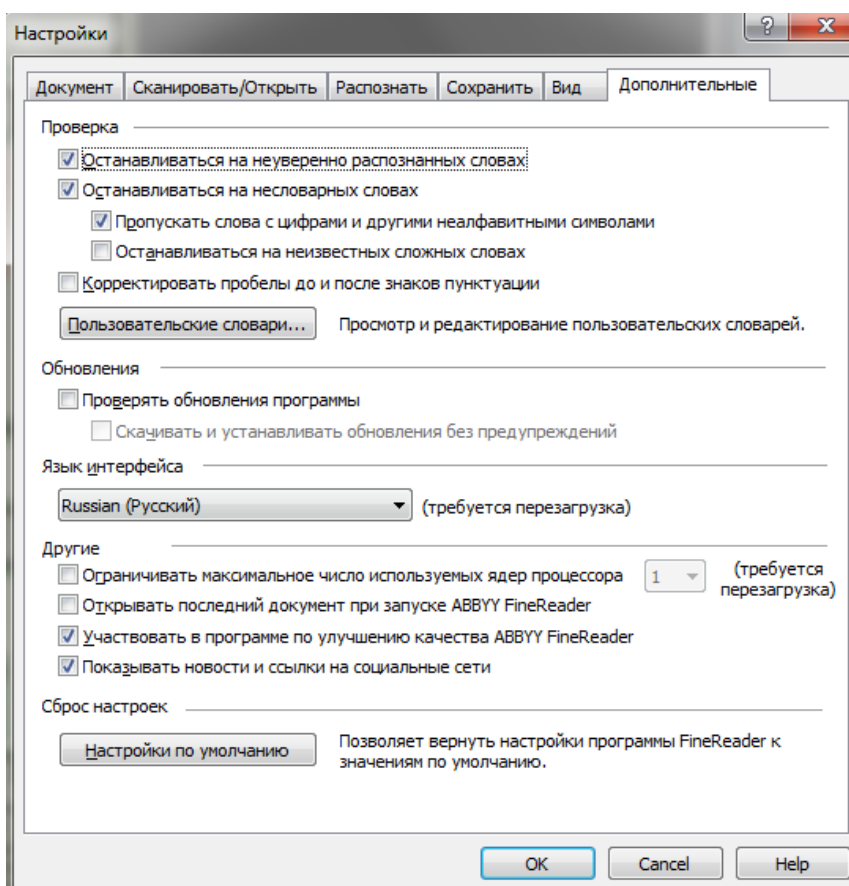 Настройки
Документ Сканировать/Открыть Распознать Сохранить Вид Дополнительные
Проверка
Останавливаться на неуверенно распознанных словах
Останавливаться на несловарных словах
Пропускать слова с цифрами и другими неалфавитными символами
Останавливаться на неизвестных сложных словах
Корректировать пробелы до и после знаков пунктуации
Пользовательские словари... Просмотр и редактирование пользовательских словарей.
Обновления
Проверять обновления программы
Скачивать и устанавливать обновления без предупреждений
Язык интерфейса
Russian (Русский) (требуется перезагрузка)
Другие
Ограничивать максимальное число используемых ядер процессора 1 (требуется
перезагрузка)
Открывать последний документ при запуске ABBYY FineReader
Участвовать в программе по улучшению качества ABBYY FineReader
Показывать новости и ссылки на социальные сети
Сброс настроек
Настройки по умолчанию Позволяет вернуть настройки программы FineReader к
значениям по умолчанию.
OK Cancel Help